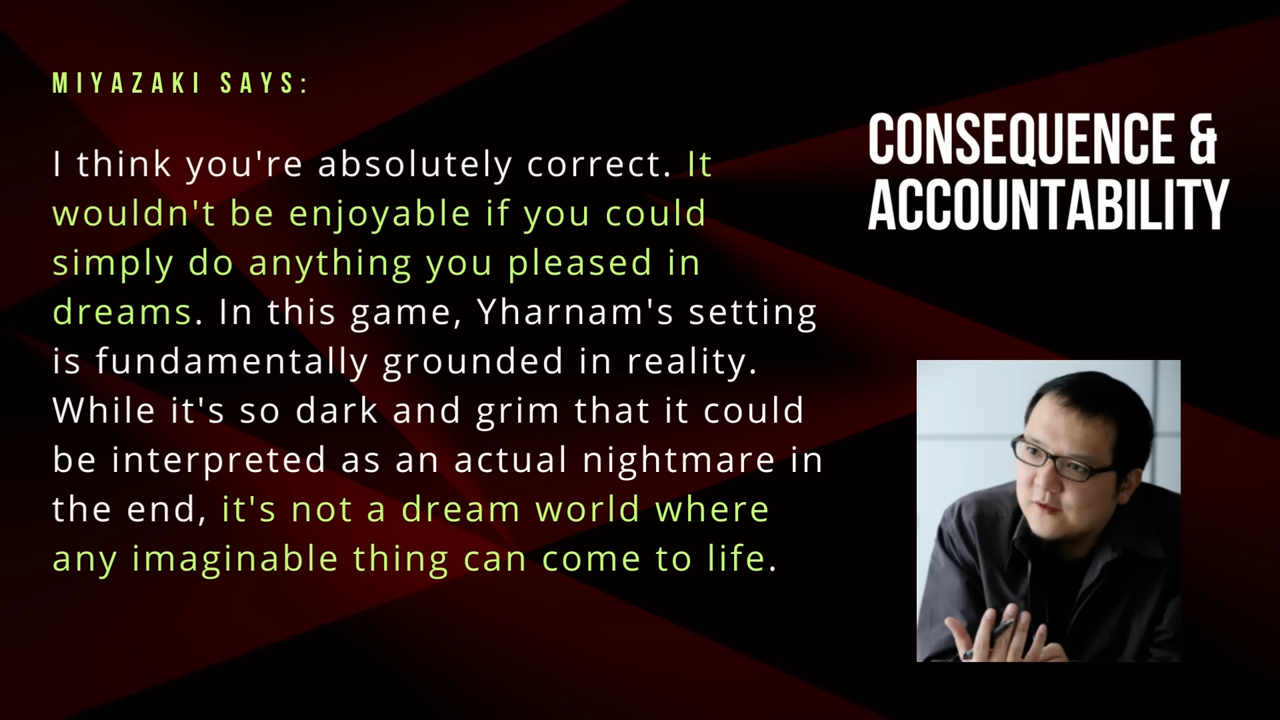 MIYAZAKI SAYS:
I think you're absolutely correct. It
wouldn't be enjoyable if you could
simply do anything you pleased in
dreams. In this game, Yharnam's setting
is fundamentally grounded in reality.
While it's so dark and grim that it could
be interpreted as an actual nightmare in
the end, it's not a dream world where
any imaginable thing can come to life.
CONSEQUENCE &
ACCOUNTABILITY